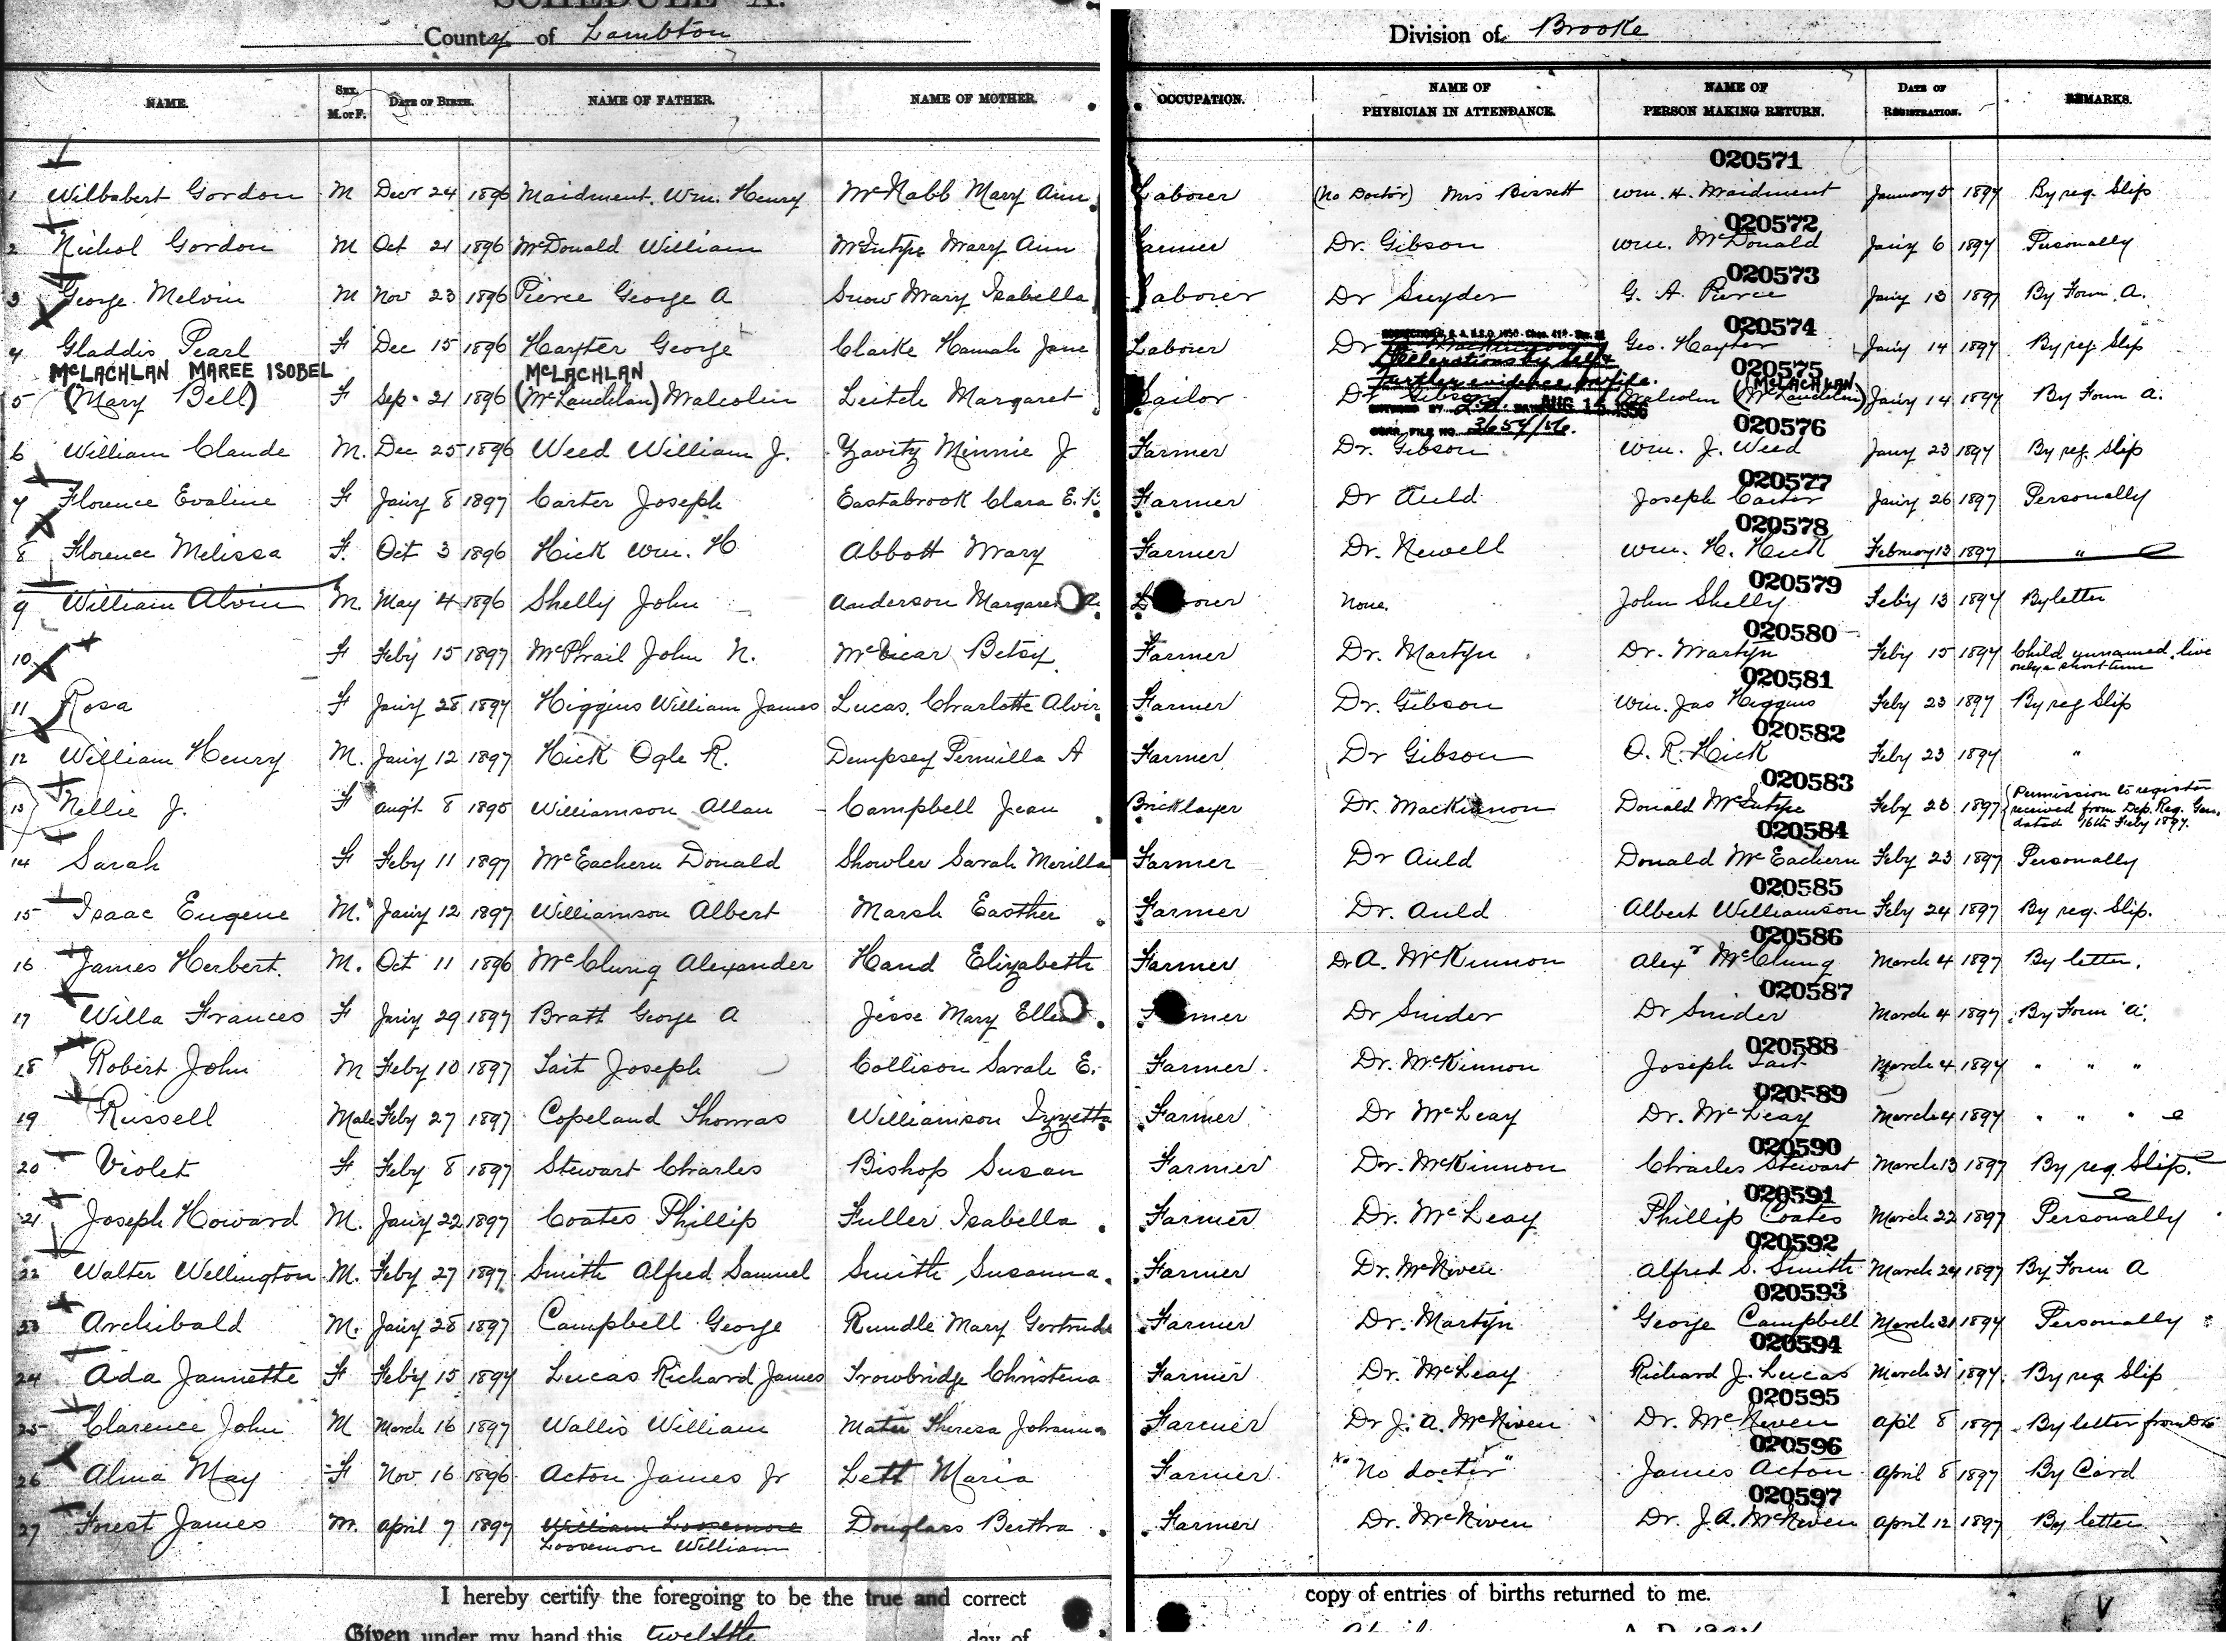 SCHEDULE A.
County of Lambton
Division of Brooke
NAME. SEX. M. or F. DATE OF BIRTH. NAME OF FATHER. NAME OF MOTHER. OCCUPATION. NAME OF PHYSICIAN IN ATTENDANCE. NAME OF PERSON MAKING RETURN. DATE OF REGISTRATION. REMARKS.
020571
1 Wilbabert Gordon M Decr 24 1896 Maidment, Wm. Henry McNabb Mary Ann Laborer (No Doctor) Mrs Bissett Wm. H. Maidment January 5 1897 By reg. Slip
020572
2 Nichol Gordon M Oct 21 1896 McDonald William McIntyre Mary Ann Farmer Dr. Gibson Wm. McDonald Jany 6 1897 Personally
020573
3 George Melvin M Nov 23 1896 Pierce George A Snow Mary Isabella Laborer Dr Snyder G. A. Pierce Jany 13 1897 By Form A.
020574
4 Gladdis Pearl F Dec 15 1896 Hayter George Clarke Hannah Jane Laborer Dr Geo. Hayter Jany 14 1897 By reg Slip
McLACHLAN MAREE ISOBEL McLACHLAN Declarations by self & further evidence on file. 020575 McLACHLAN
5 (Mary Bell) F Sep. 21 1896 (McLauchlan) Malcolm Leitch Margaret Sailor Dr Gibson AUG 15 1956 Malcolm (McLauchlan) Jany 14 1897 By Form a.
CORR. FILE NO. 3654/56. 020576
6 William Claude M. Dec 25 1896 Weed William J. Zavitz Minnie J Farmer Dr. Gibson Wm. J. Weed Jany 23 1897 By reg. Slip
020577
7 Florence Evaline F Jany 8 1897 Carter Joseph Eastabrook Clara E. Farmer Dr Auld Joseph Carter Jany 26 1897 Personally
020578
8 Florence Melissa F. Oct 3 1896 Hick Wm. H Abbott Mary Farmer Dr. Newell Wm. H. Hick February 13 1897 "
020579
9 William Alvin M. May 4 1896 Shelly John Anderson Margaret Laborer None. John Shelly Feby 13 1897 By letter
020580
10 F Feby 15 1897 McPhail John N. McVicar Betsy Farmer Dr. Martyn Dr. Martyn Feby 15 1897 Child unnamed, live only a short time
020581
11 Rosa F Jany 28 1897 Higgins William James Lucas, Charlotte Alvir Farmer Dr. Gibson Wm. Jas Higgins Feby 23 1897 By reg Slip
020582
12 William Henry M. Jany 12 1897 Hick Ogle R. Dempsey Permilla A Farmer Dr Gibson O. R. Hick Feby 23 1897 "
020583
13 Nellie J. F augt 8 1895 Williamson Allan Campbell Jean Bricklayer Dr. MacKinnon Donald McIntyre Feby 23 1897 Permission to register received from Dep. Reg. Gen. dated 16th Feby 1897.
020584
14 Sarah F Feby 11 1897 McEachern Donald Showler Sarah Merilla Farmer Dr Auld Donald McEachern Feby 23 1897 Personally
020585
15 Isaac Eugene M. Jany 12 1897 Williamson Albert Marsh Easther Farmer Dr. Auld Albert Williamson Feby 24 1897 By reg. Slip.
020586
16 James Herbert. M. Oct 11 1896 McClung Alexander Hand Elizabeth Farmer Dr A. McKinnon Alexr McClung March 4 1897 By letter.
020587
17 Willa Frances F Jany 29 1897 Bratt George A Jesse Mary Ellen Farmer Dr Snider Dr Snider March 4 1897 By Form 'a'.
020588
18 Robert John M Feby 10 1897 Tait Joseph Collison Sarah E. Farmer. Dr. McKinnon Joseph Tait March 4 1897 " " "
020589
19 Russell Male Feby 27 1897 Copeland Thomas Williamson Izzetta Farmer Dr McLeay Dr. McLeay March 4 1897 " " "
020590
20 Violet F Feby 8 1897 Stewart Charles Bishop Susan Farmer Dr. McKinnon Charles Stewart March 13 1897 By reg. Slip.
020591
21 Joseph Howard M. Jany 22 1897 Coates Phillip Fuller Isabella Farmer Dr. McLeay Phillip Coates March 22 1897 Personally
020592
22 Walter Wellington M. Feby 27 1897 Smith Alfred Samuel Smith Susanna Farmer Dr. McNiven Alfred S. Smith March 24 1897 By Form A
020593
23 Archibald M. Jany 28 1897 Campbell George Rundle Mary Gertrude Farmer Dr. Martyn George Campbell March 31 1897 Personally
020594
24 Ada Jannette F Feby 15 1897 Lucas Richard James Trowbridge Christena Farmer Dr. McLeay Richard J. Lucas March 31 1897 By reg Slip
020595
25 Clarence John M March 16 1897 Wallis William Mater Theresa Johanna Farmer Dr J. A. McNiven Dr. McNiven Apl 8 1897 By letter from Dr
020596
26 Alma May F Nov 16 1896 Acton James Jr Lett Maria Farmer "No doctor" James Acton April 8 1897 By Card
020597
27 Forest James M. April 7 1897 William Loosemore Douglass Bertha Farmer Dr. McNiven Dr. J. A. McNiven April 12 1897 By letter
Loosemore William
I hereby certify the foregoing to be the true and correct copy of entries of births returned to me.
Given under my hand this twelfth day of April A. D. 1897